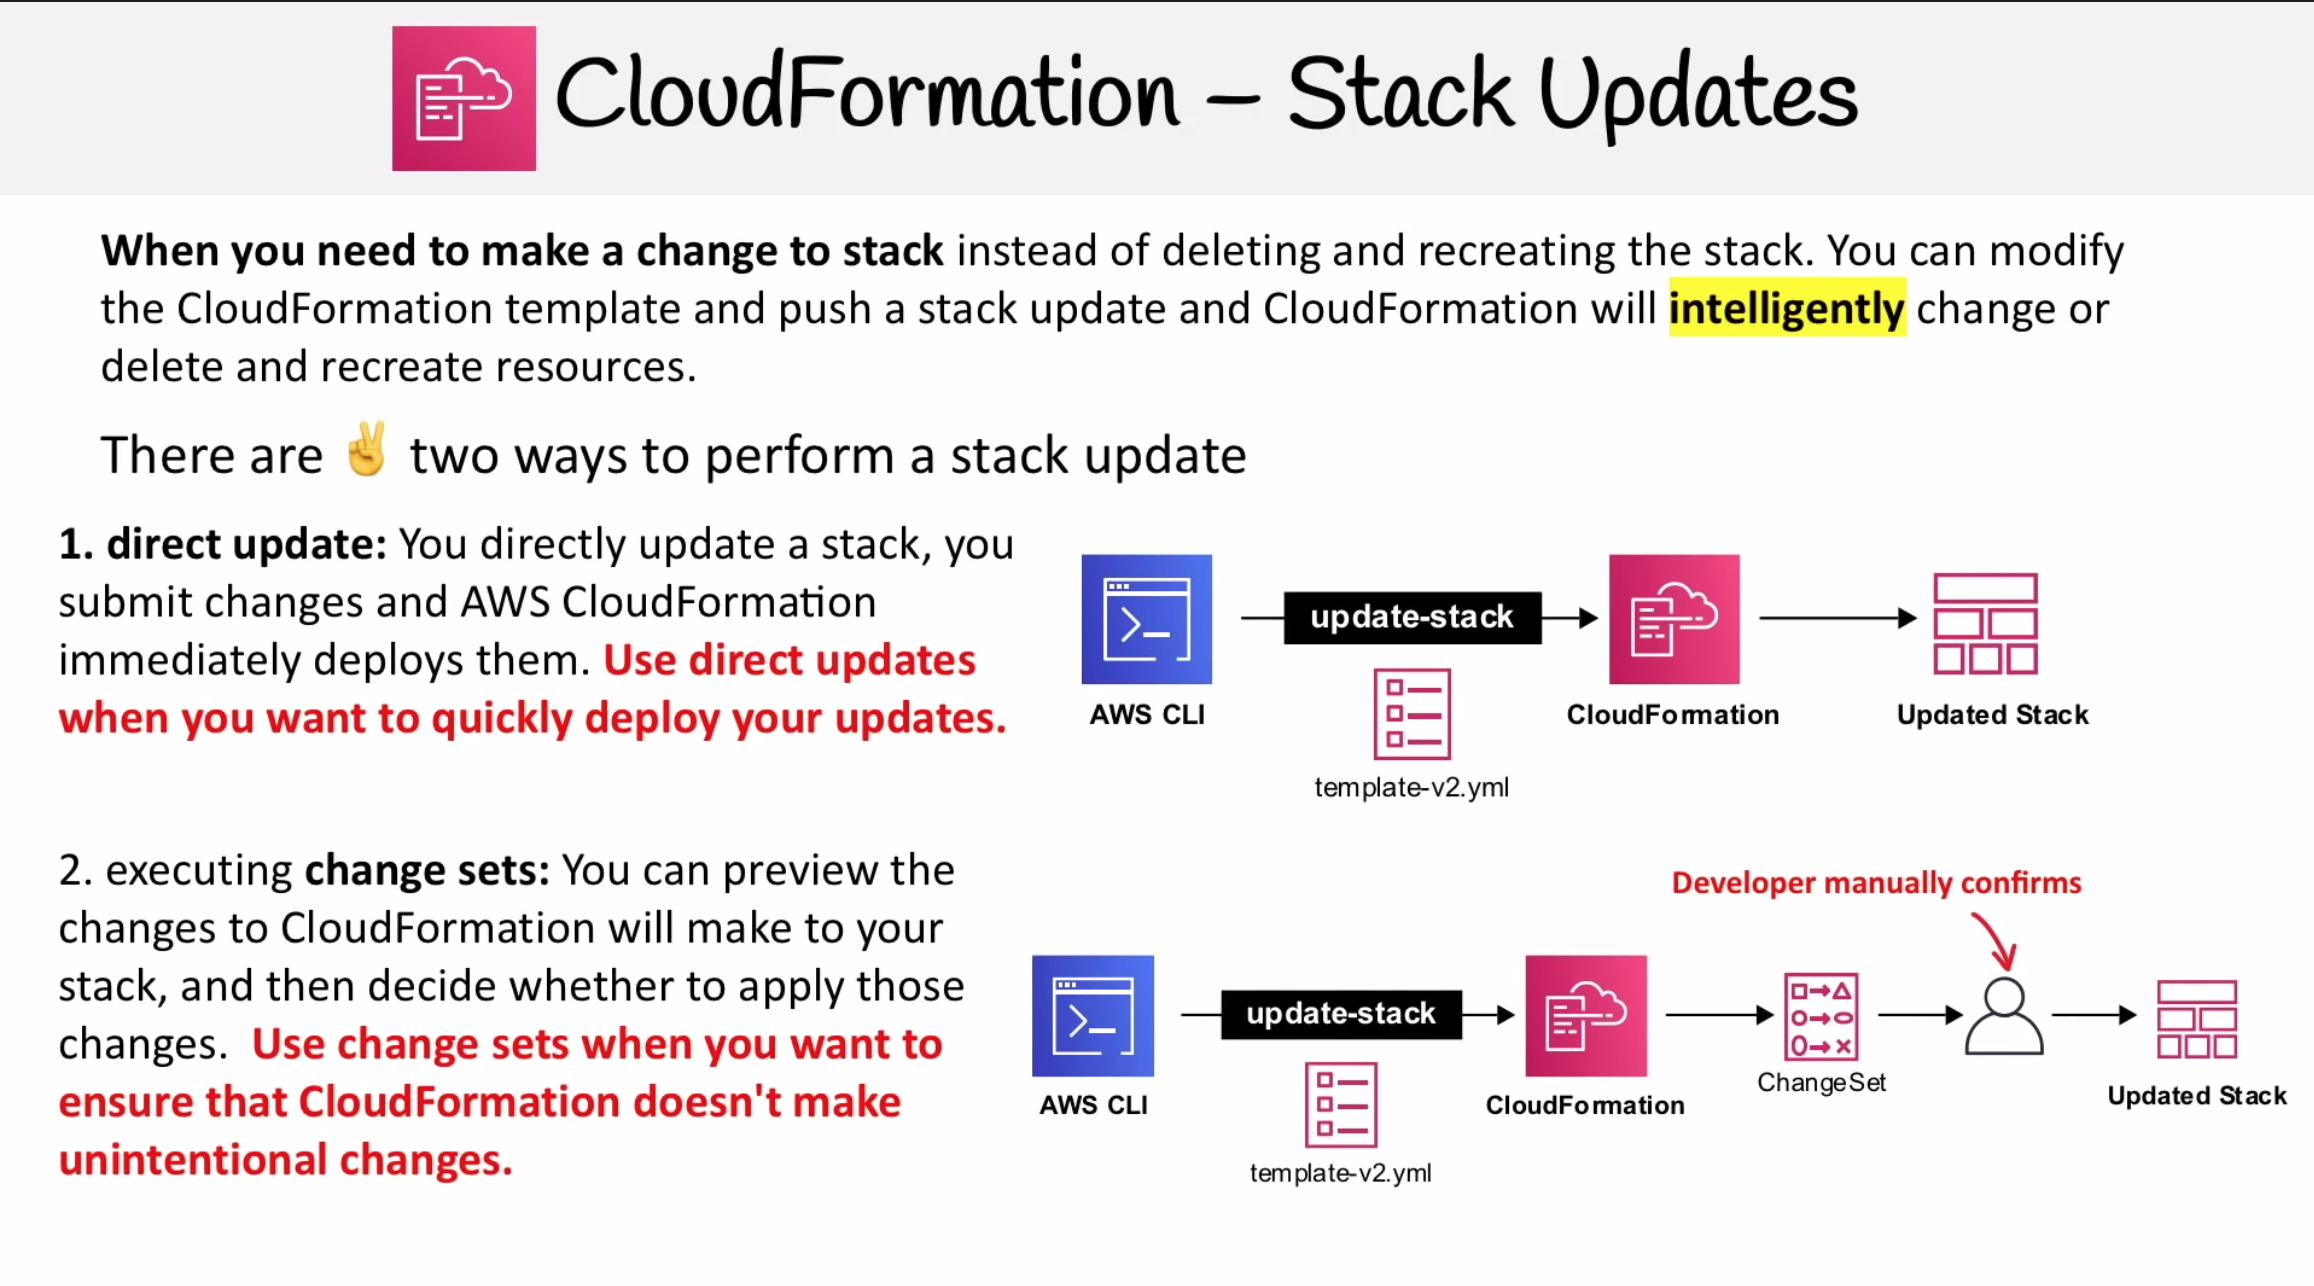 CloudFormation – Stack Updates
When you need to make a change to stack instead of deleting and recreating the stack. You can modify
the CloudFormation template and push a stack update and CloudFormation will intelligently change or
delete and recreate resources.
There are ✌ two ways to perform a stack update
1. direct update: You directly update a stack, you
submit changes and AWS CloudFormation
immediately deploys them. Use direct updates
when you want to quickly deploy your updates.
update-stack
AWS CLI
CloudFormation
Updated Stack
template-v2.yml
2. executing change sets: You can preview the
changes to CloudFormation will make to your
stack, and then decide whether to apply those
changes. Use change sets when you want to
ensure that CloudFormation doesn't make
unintentional changes.
Developer manually confirms
update-stack
AWS CLI
CloudFormation
ChangeSet
Updated Stack
template-v2.yml